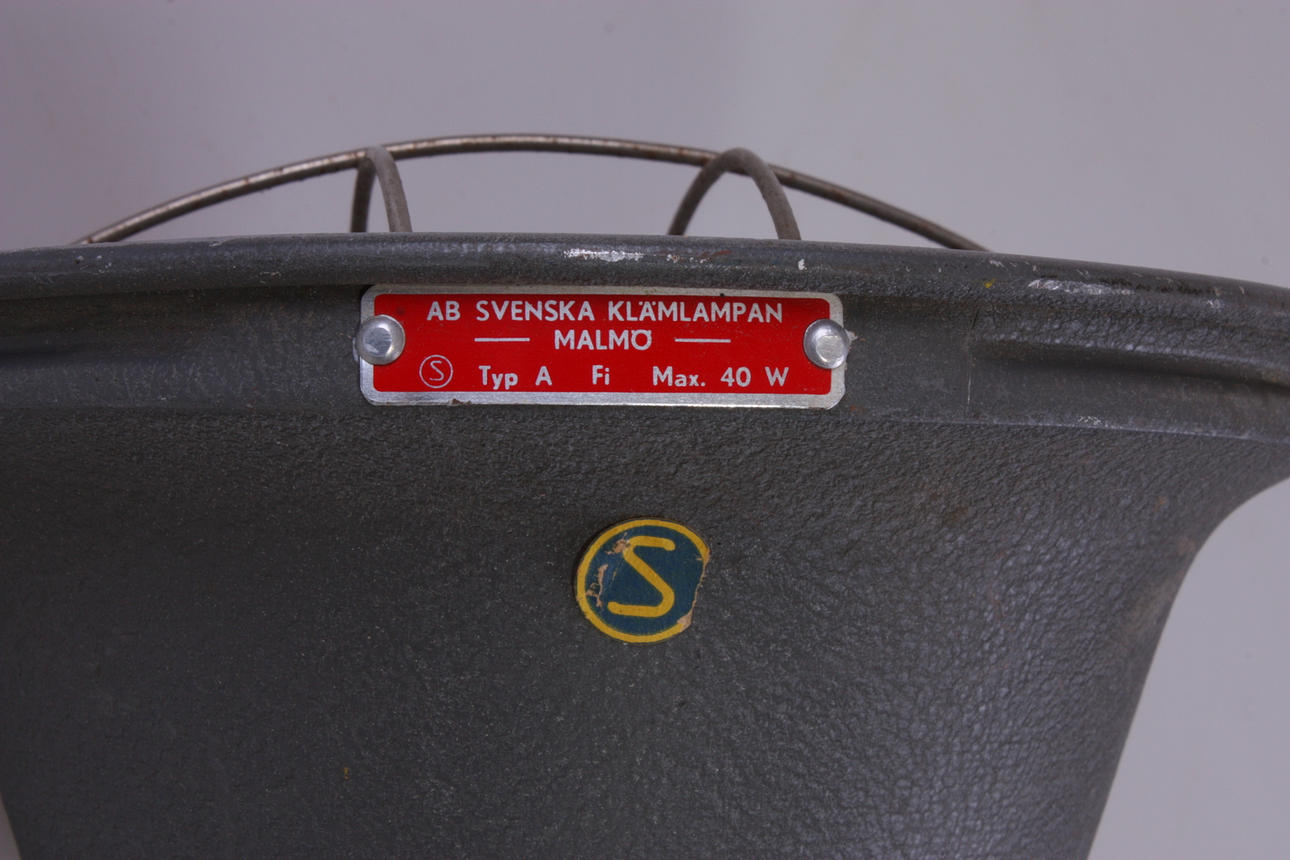 AB SVENSKA KLÄMLAMPAN
MALMÖ
S Typ A Fi Max. 40 W
S